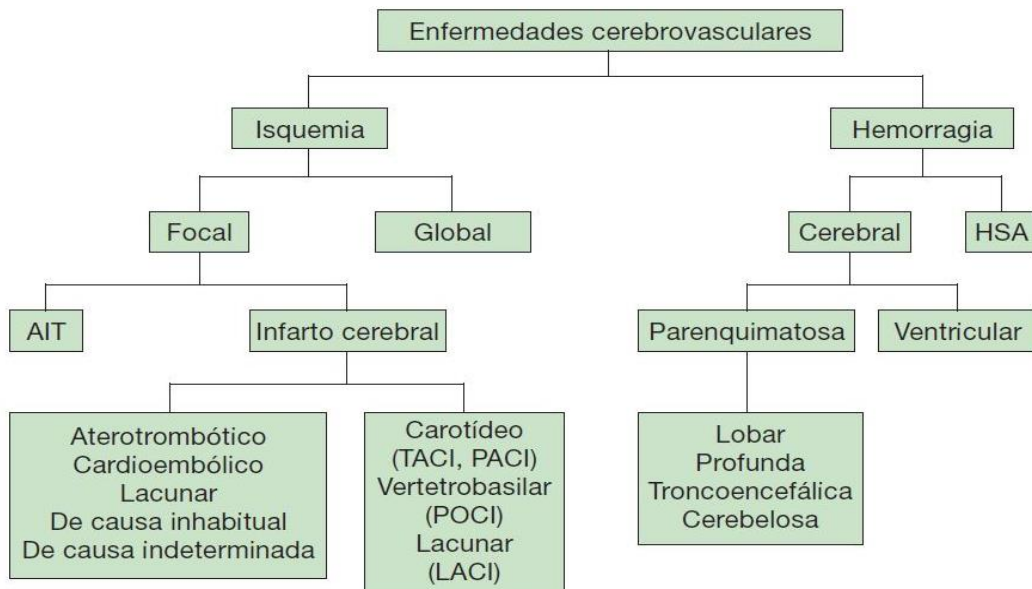 Enfermedades cerebrovasculares
Isquemia
Hemorragia
Focal
Global
Cerebral
HSA
AIT
Infarto cerebral
Parenquimatosa
Ventricular
Aterotrombótico
Cardioembólico
Lacunar
De causa inhabitual
De causa indeterminada
Carotídeo
(TACI, PACI)
Vertetrobasilar
(POCI)
Lacunar
(LACI)
Lobar
Profunda
Troncoencefálica
Cerebelosa